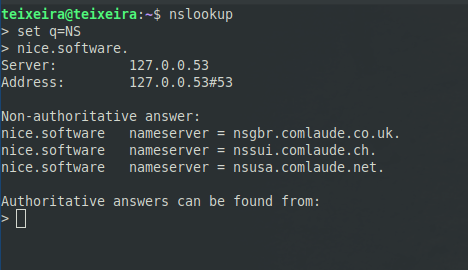 teixeira@teixeira:~$ nslookup
> set q=NS
> nice.software.
Server:         127.0.0.53
Address:        127.0.0.53#53

Non-authoritative answer:
nice.software   nameserver = nsgbr.comlaude.co.uk.
nice.software   nameserver = nssui.comlaude.ch.
nice.software   nameserver = nsusa.comlaude.net.

Authoritative answers can be found from:
>